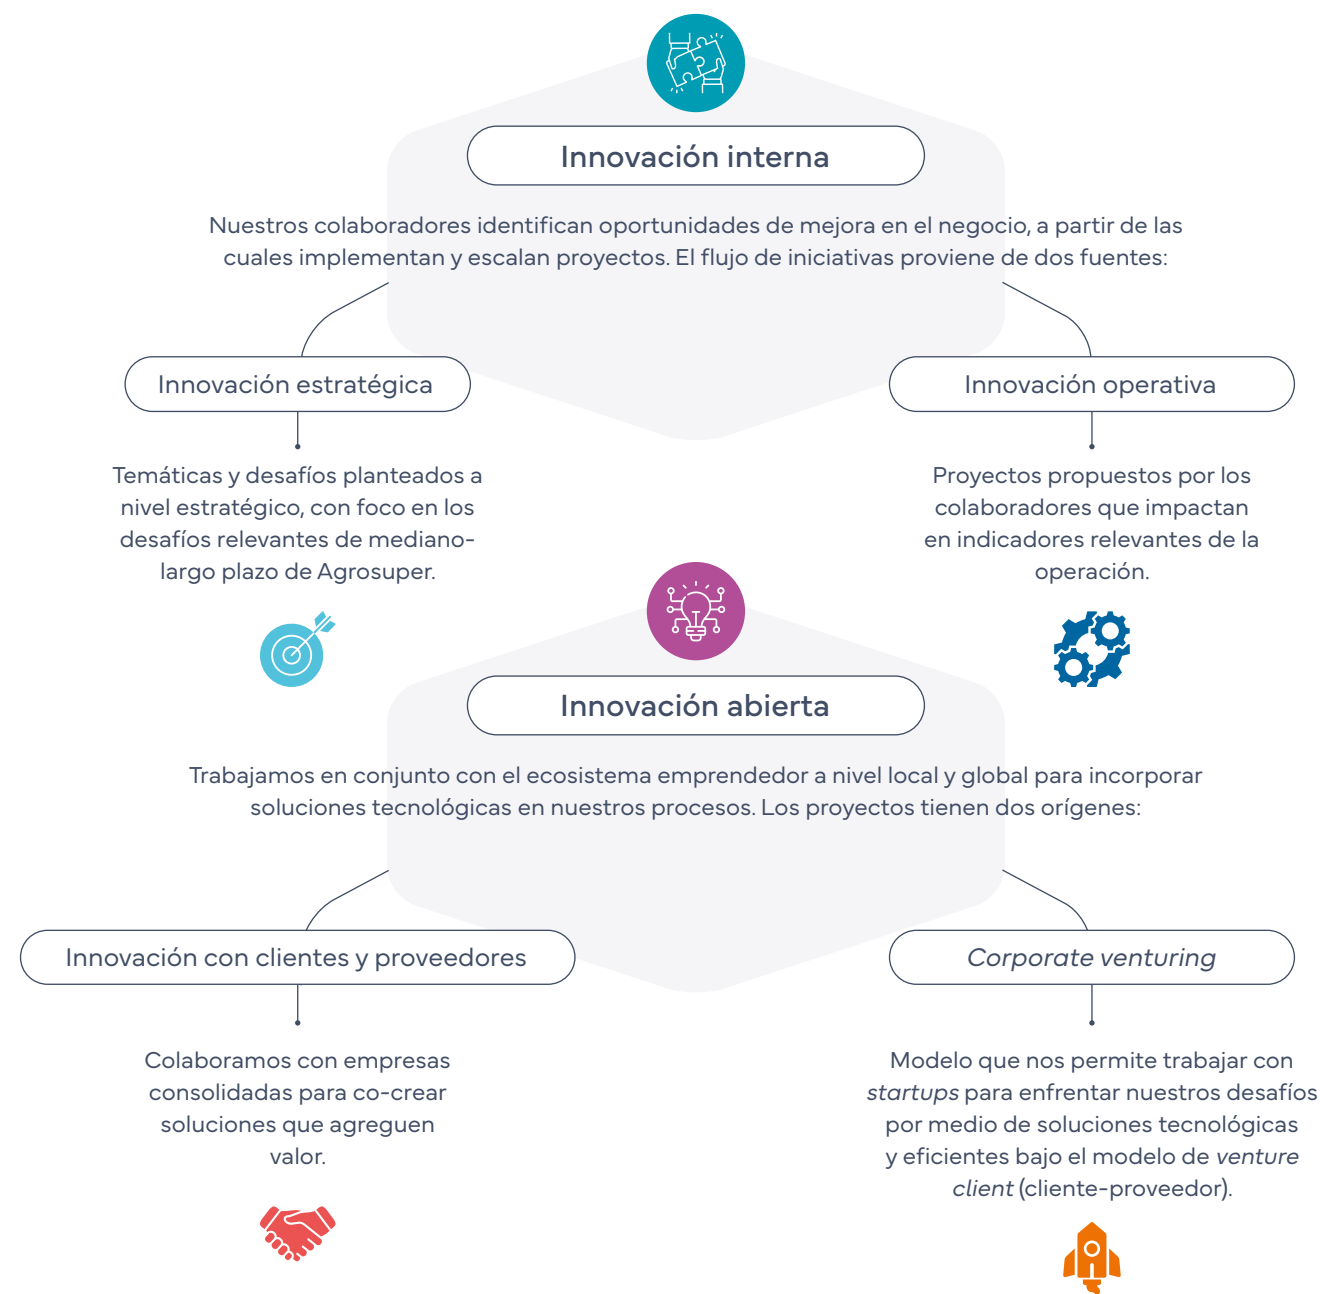 Innovación interna
Nuestros colaboradores identifican oportunidades de mejora en el negocio, a partir de las
cuales implementan y escalan proyectos. El flujo de iniciativas proviene de dos fuentes:
Innovación estratégica
Temáticas y desafíos planteados a
nivel estratégico, con foco en los
desafíos relevantes de mediano-
largo plazo de Agrosuper.
Innovación operativa
Proyectos propuestos por los
colaboradores que impactan
en indicadores relevantes de la
operación.
Innovación abierta
Trabajamos en conjunto con el ecosistema emprendedor a nivel local y global para incorporar
soluciones tecnológicas en nuestros procesos. Los proyectos tienen dos orígenes:
Innovación con clientes y proveedores
Colaboramos con empresas
consolidadas para co-crear
soluciones que agreguen
valor.
Corporate venturing
Modelo que nos permite trabajar con
startups para enfrentar nuestros desafíos
por medio de soluciones tecnológicas
y eficientes bajo el modelo de venture
client (cliente-proveedor).